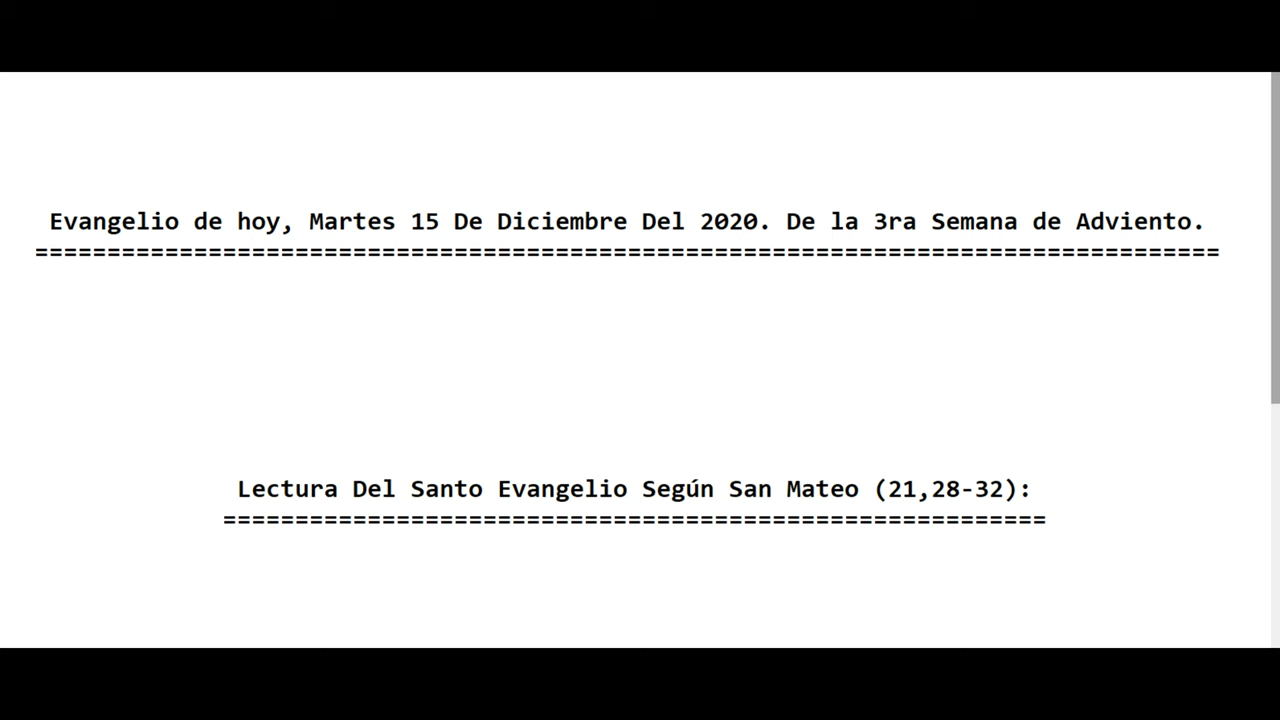 Evangelio de hoy, Martes 15 De Diciembre Del 2020. De la 3ra Semana de Adviento.
==================================================================================
Lectura Del Santo Evangelio Según San Mateo (21,28-32):
=========================================================